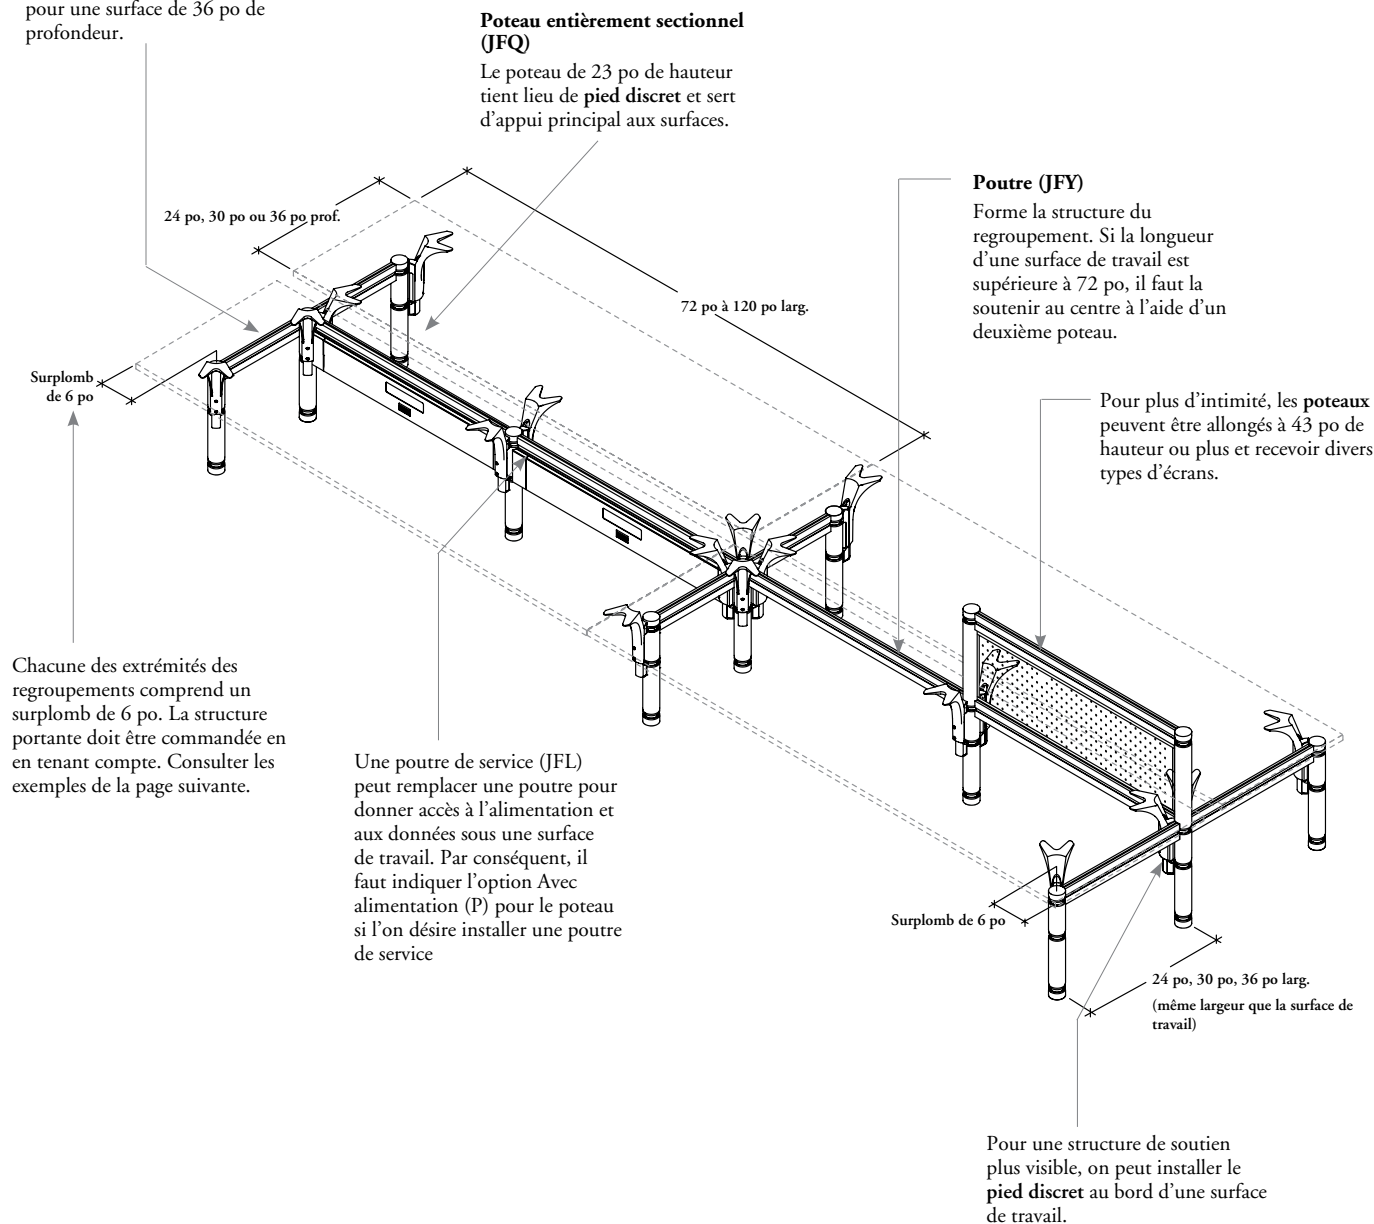 pour une surface de 36 po de
profondeur.
Poteau entièrement sectionnel
(JFQ)
Le poteau de 23 po de hauteur
tient lieu de pied discret et sert
d’appui principal aux surfaces.
24 po, 30 po ou 36 po prof.
72 po à 120 po larg.
Poutre (JFY)
Forme la structure du
regroupement. Si la longueur
d’une surface de travail est
supérieure à 72 po, il faut la
soutenir au centre à l’aide d’un
deuxième poteau.
Surplomb
de 6 po
Pour plus d’intimité, les poteaux
peuvent être allongés à 43 po de
hauteur ou plus et recevoir divers
types d’écrans.
Chacune des extrémités des
regroupements comprend un
surplomb de 6 po. La structure
portante doit être commandée en
en tenant compte. Consulter les
exemples de la page suivante.
Une poutre de service (JFL)
peut remplacer une poutre pour
donner accès à l’alimentation et
aux données sous une surface
de travail. Par conséquent, il
faut indiquer l’option Avec
alimentation (P) pour le poteau
si l’on désire installer une poutre
de service
Surplomb de 6 po
24 po, 30 po, 36 po larg.
(même largeur que la surface de
travail)
Pour une structure de soutien
plus visible, on peut installer le
pied discret au bord d’une surface
de travail.